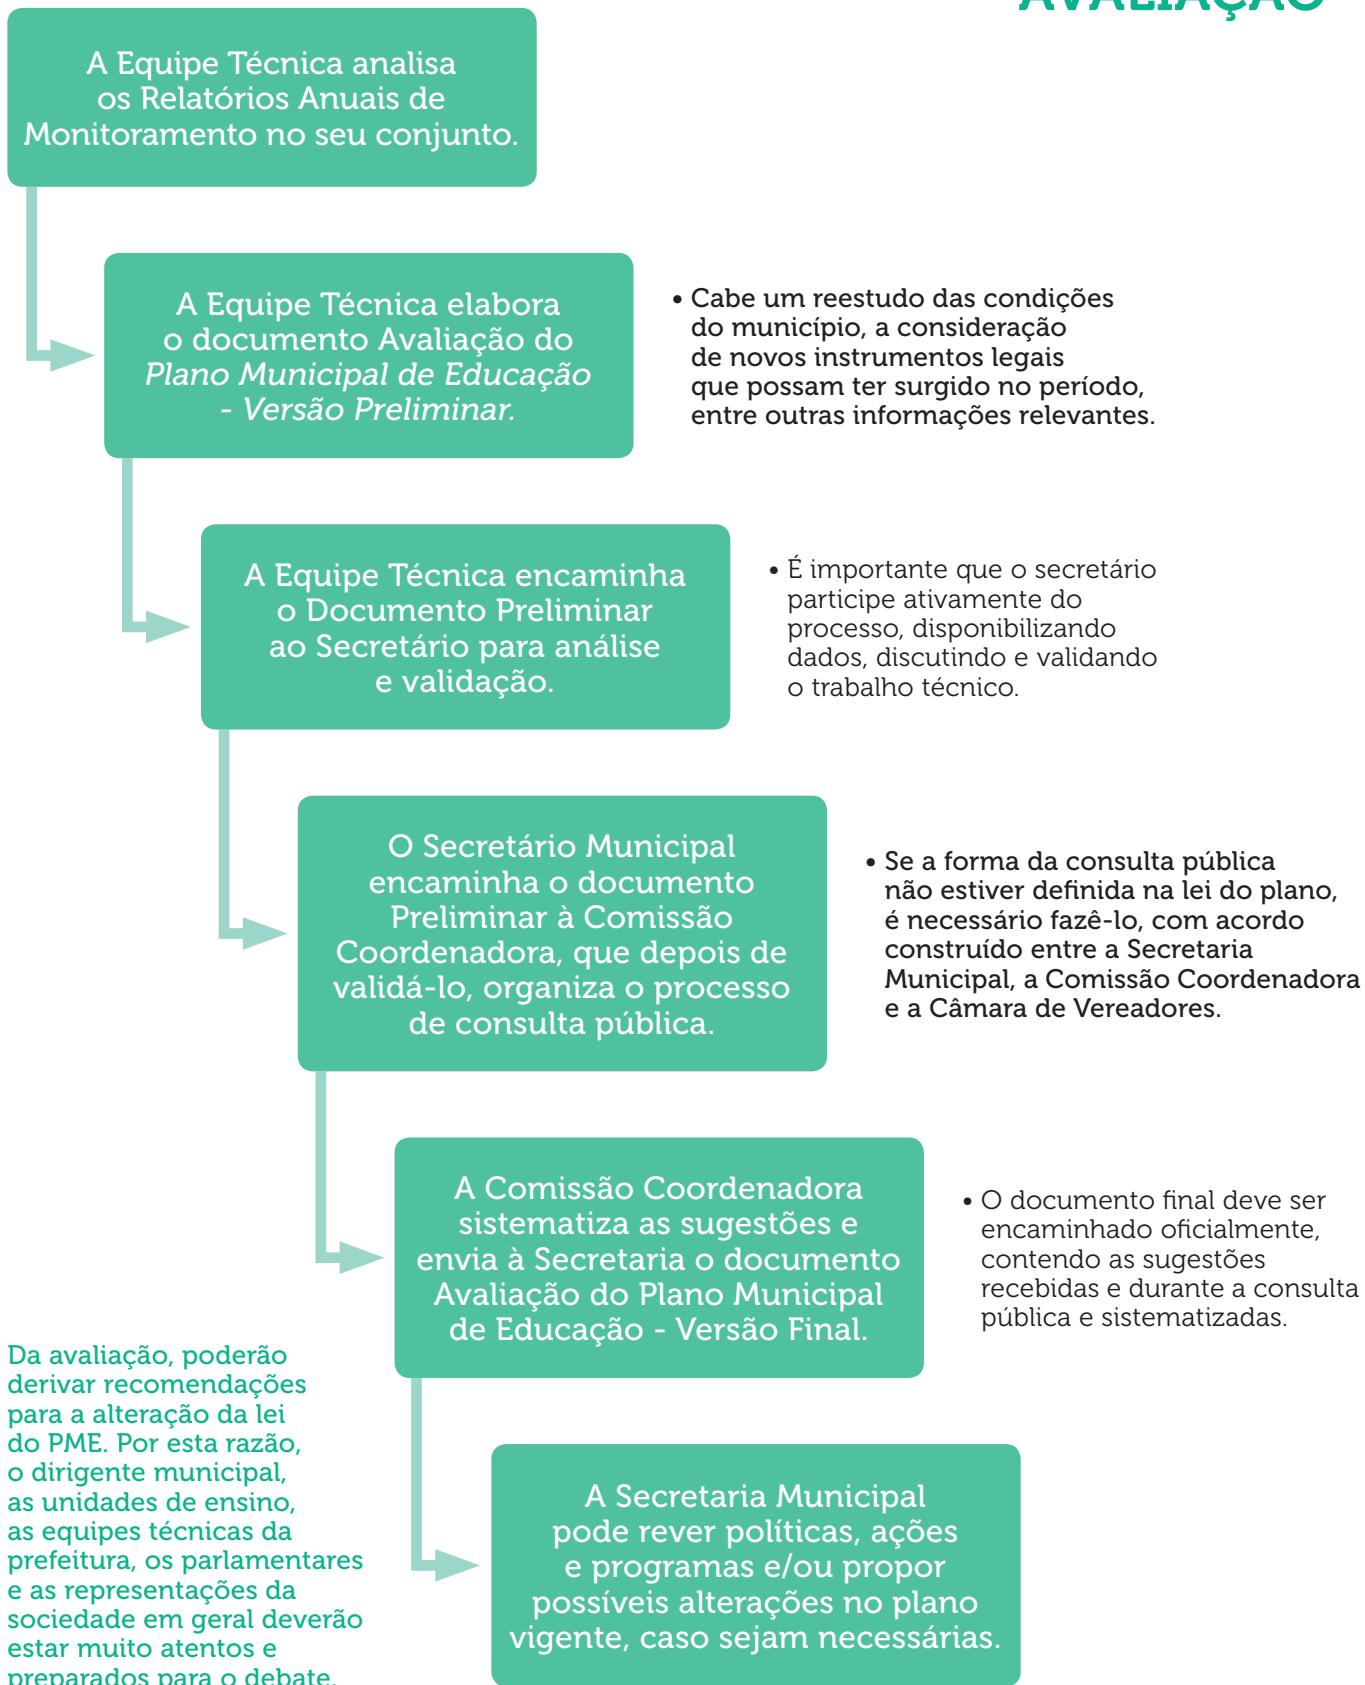 AVALIAÇÃO
A Equipe Técnica analisa
os Relatórios Anuais de
Monitoramento no seu conjunto.
A Equipe Técnica elabora
o documento Avaliação do
Plano Municipal de Educação
- Versão Preliminar.
• Cabe um reestudo das condições
do município, a consideração
de novos instrumentos legais
que possam ter surgido no período,
entre outras informações relevantes.
A Equipe Técnica encaminha
o Documento Preliminar
ao Secretário para análise
e validação.
• É importante que o secretário
participe ativamente do
processo, disponibilizando
dados, discutindo e validando
o trabalho técnico.
O Secretário Municipal
encaminha o documento
Preliminar à Comissão
Coordenadora, que depois de
validá-lo, organiza o processo
de consulta pública.
• Se a forma da consulta pública
não estiver definida na lei do plano,
é necessário fazê-lo, com acordo
construído entre a Secretaria
Municipal, a Comissão Coordenadora
e a Câmara de Vereadores.
A Comissão Coordenadora
sistematiza as sugestões e
envia à Secretaria o documento
Avaliação do Plano Municipal
de Educação - Versão Final.
• O documento final deve ser
encaminhado oficialmente,
contendo as sugestões
recebidas e durante a consulta
pública e sistematizadas.
Da avaliação, poderão
derivar recomendações
para a alteração da lei
do PME. Por esta razão,
o dirigente municipal,
as unidades de ensino,
as equipes técnicas da
prefeitura, os parlamentares
e as representações da
sociedade em geral deverão
estar muito atentos e
preparados para o debate.
A Secretaria Municipal
pode rever políticas, ações
e programas e/ou propor
possíveis alterações no plano
vigente, caso sejam necessárias.